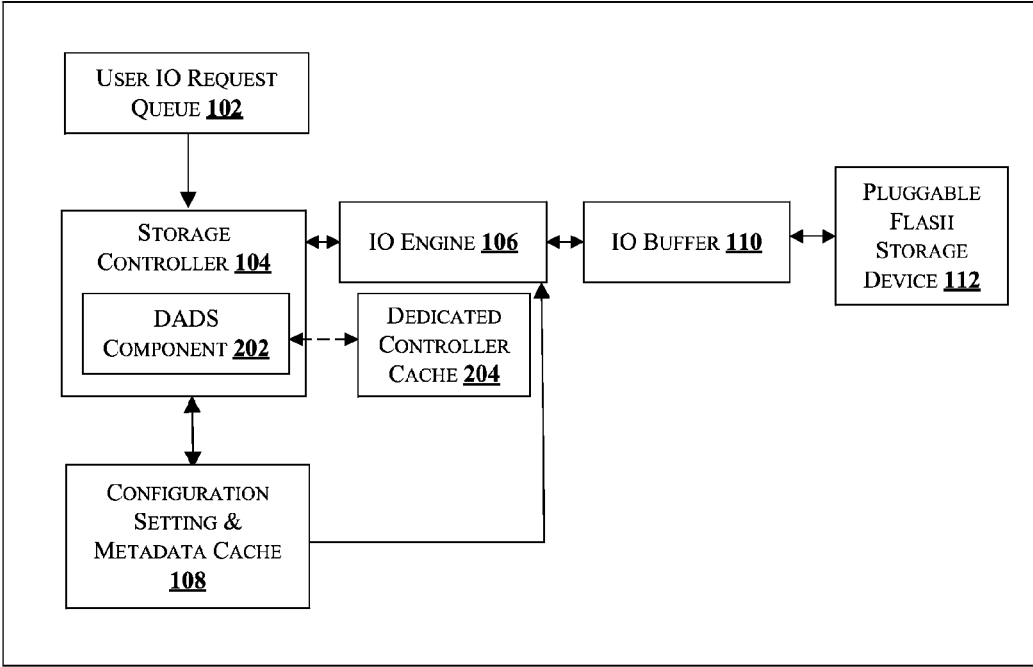 USER IO REQUEST
QUEUE 102
STORAGE
CONTROLLER 104
DADS
COMPONENT 202
IO ENGINE 106
IO BUFFER 110
PLUGGABLE
FLASH
STORAGE
DEVICE 112
DEDICATED
CONTROLLER
CACHE 204
CONFIGURATION
SETTING &
METADATA CACHE
108